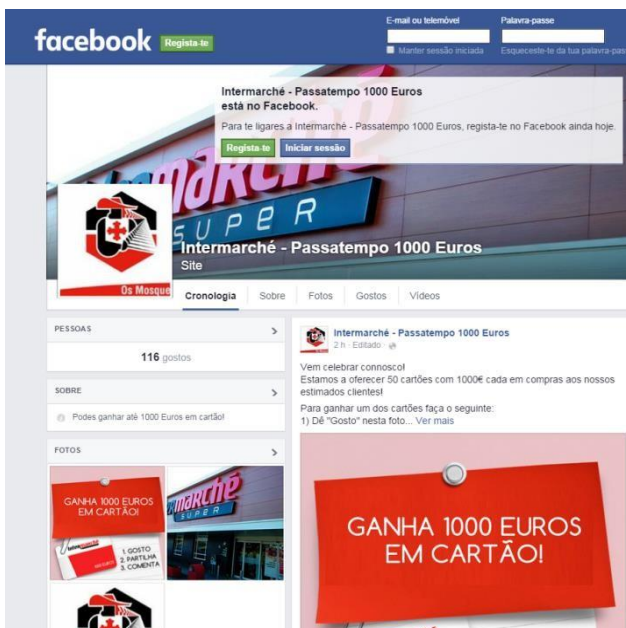 facebook
Regista-te
E-mail ou telemóvel
Palavra-passe
Manter sessão iniciada
Esqueceste-te da tua palavra-pas
Intermarché - Passatempo 1000 Euros
está no Facebook.
Para te ligares a Intermarché - Passatempo 1000 Euros, regista-te no Facebook ainda hoje.
Regista-te
Iniciar sessão
marché
SUPER
Os Mosque
Intermarché - Passatempo 1000 Euros
Site
Cronologia
Sobre
Fotos
Gostos
Vídeos
PESSOAS
116 gostos
SOBRE
Podes ganhar até 1000 Euros em cartão!
FOTOS
GANHA 1000 EUROS
EM CARTÃO!
1. GOSTO
2. PARTILHA
3. COMENTA
marché
SUPER
Intermarché - Passatempo 1000 Euros
2 h · Editado ·
Vem celebrar connosco!
Estamos a oferecer 50 cartões com 1000€ cada em compras aos nossos
estimados clientes!
Para ganhar um dos cartões faça o seguinte:
1) Dê "Gosto" nesta foto... Ver mais
GANHA 1000 EUROS
EM CARTÃO!